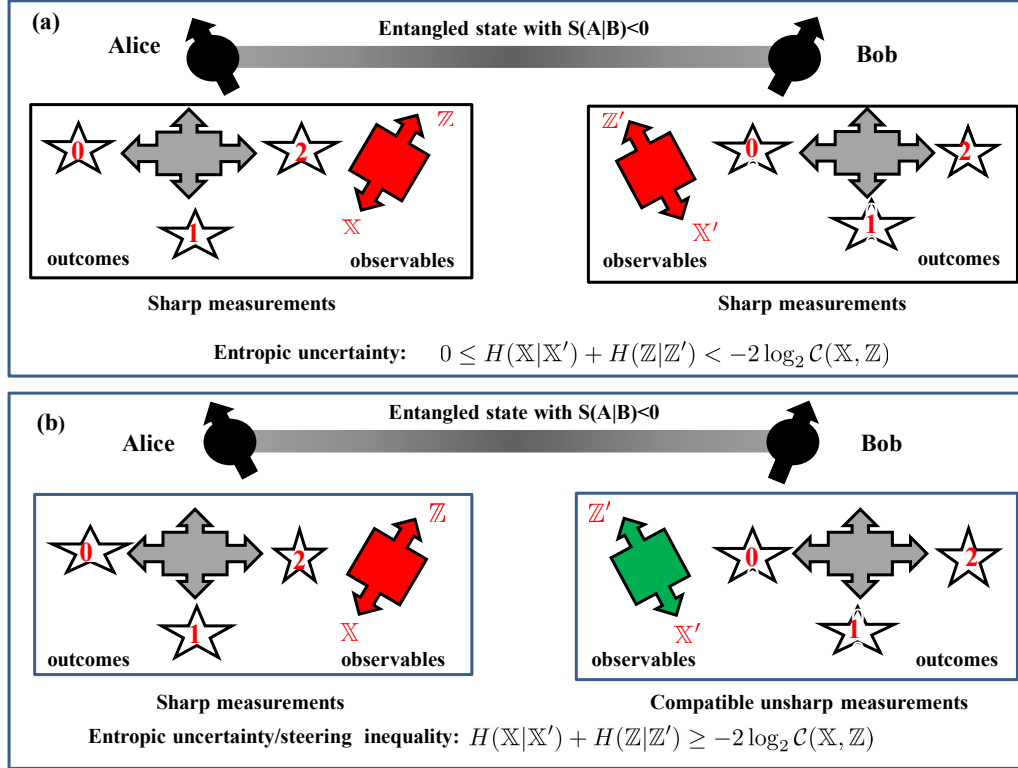 (a)
Entangled state with S(A|B)<0
Alice
Bob
0
2
ℤ
𝕏
1
outcomes
observables
ℤ′
0
2
𝕏′
1
observables
outcomes
Sharp measurements
Sharp measurements
Entropic uncertainty: 0 ≤ H(𝕏|𝕏′) + H(ℤ|ℤ′) < −2 log₂ 𝒞(𝕏, ℤ)
(b)
Entangled state with S(A|B)<0
Alice
Bob
0
2
ℤ
𝕏
1
outcomes
observables
ℤ′
0
2
𝕏′
1
observables
outcomes
Sharp measurements
Compatible unsharp measurements
Entropic uncertainty/steering inequality: H(𝕏|𝕏′) + H(ℤ|ℤ′) ≥ −2 log₂ 𝒞(𝕏, ℤ)